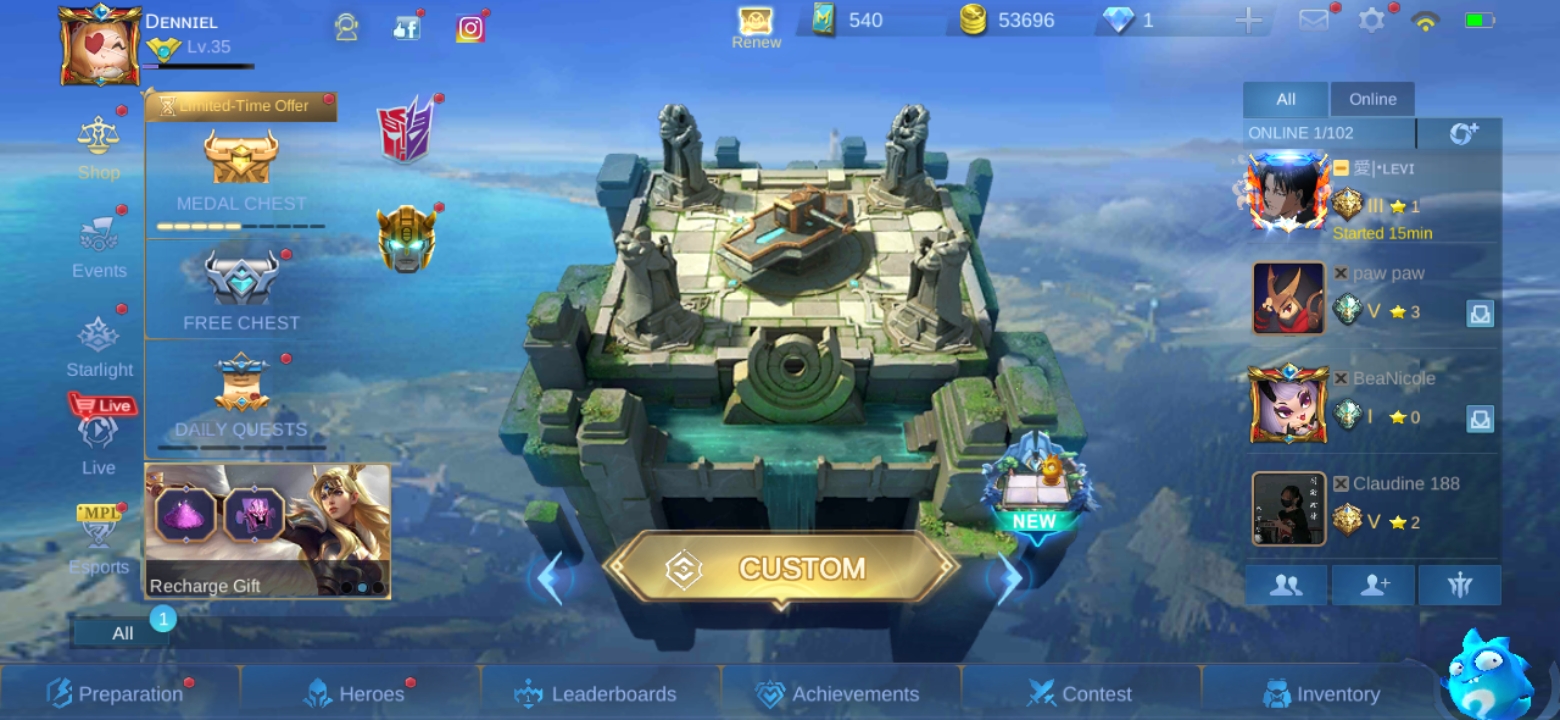 DENNIEL
Lv.35
Renew
540
53696
1
Limited-Time Offer
Shop
MEDAL CHEST
Events
FREE CHEST
Starlight
DAILY QUESTS
Live
Live
MPL
Esports
Recharge Gift
All
1
All
Online
ONLINE 1/102
愛|•LEVI
III 1
Started 15min
paw paw
V 3
BeaNicole
I 0
Claudine 188
V 2
NEW
CUSTOM
Preparation
Heroes
Leaderboards
Achievements
Contest
Inventory